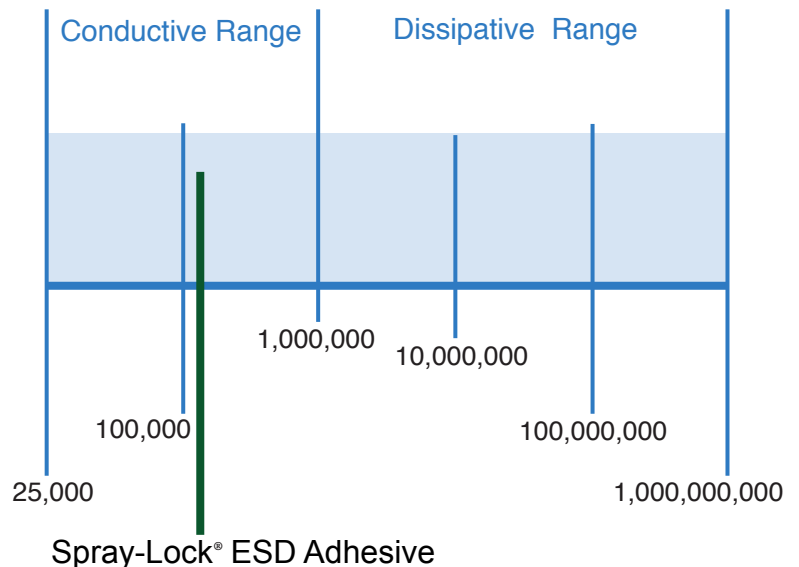 Conductive Range
Dissipative Range
1,000,000
10,000,000
100,000
100,000,000
25,000
1,000,000,000
Spray-Lock® ESD Adhesive